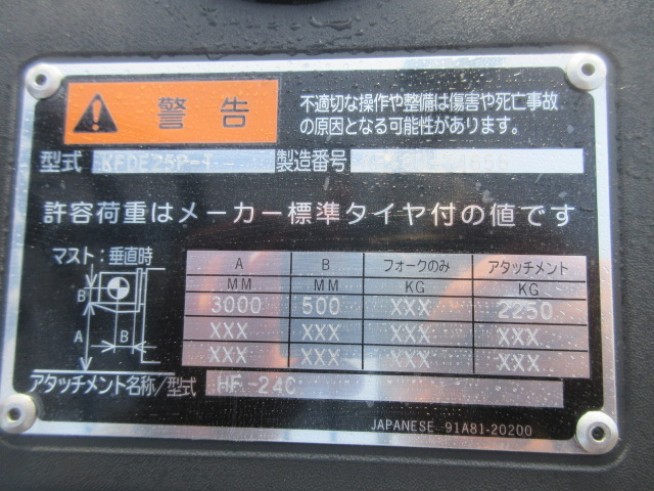 警告
不適切な操作や整備は傷害や死亡事故
の原因となる可能性があります。
型式 製造番号
許容荷重はメーカー標準タイヤ付の値です
マスト:垂直時
A B フォークのみ アタッチメント
MM MM KG KG
3000 500 XXX 2250
XXX XXX XXX XXX
XXX XXX XXX XXX
B
A B
アタッチメント名称/型式 HF-24C
JAPANESE 91A81-20200